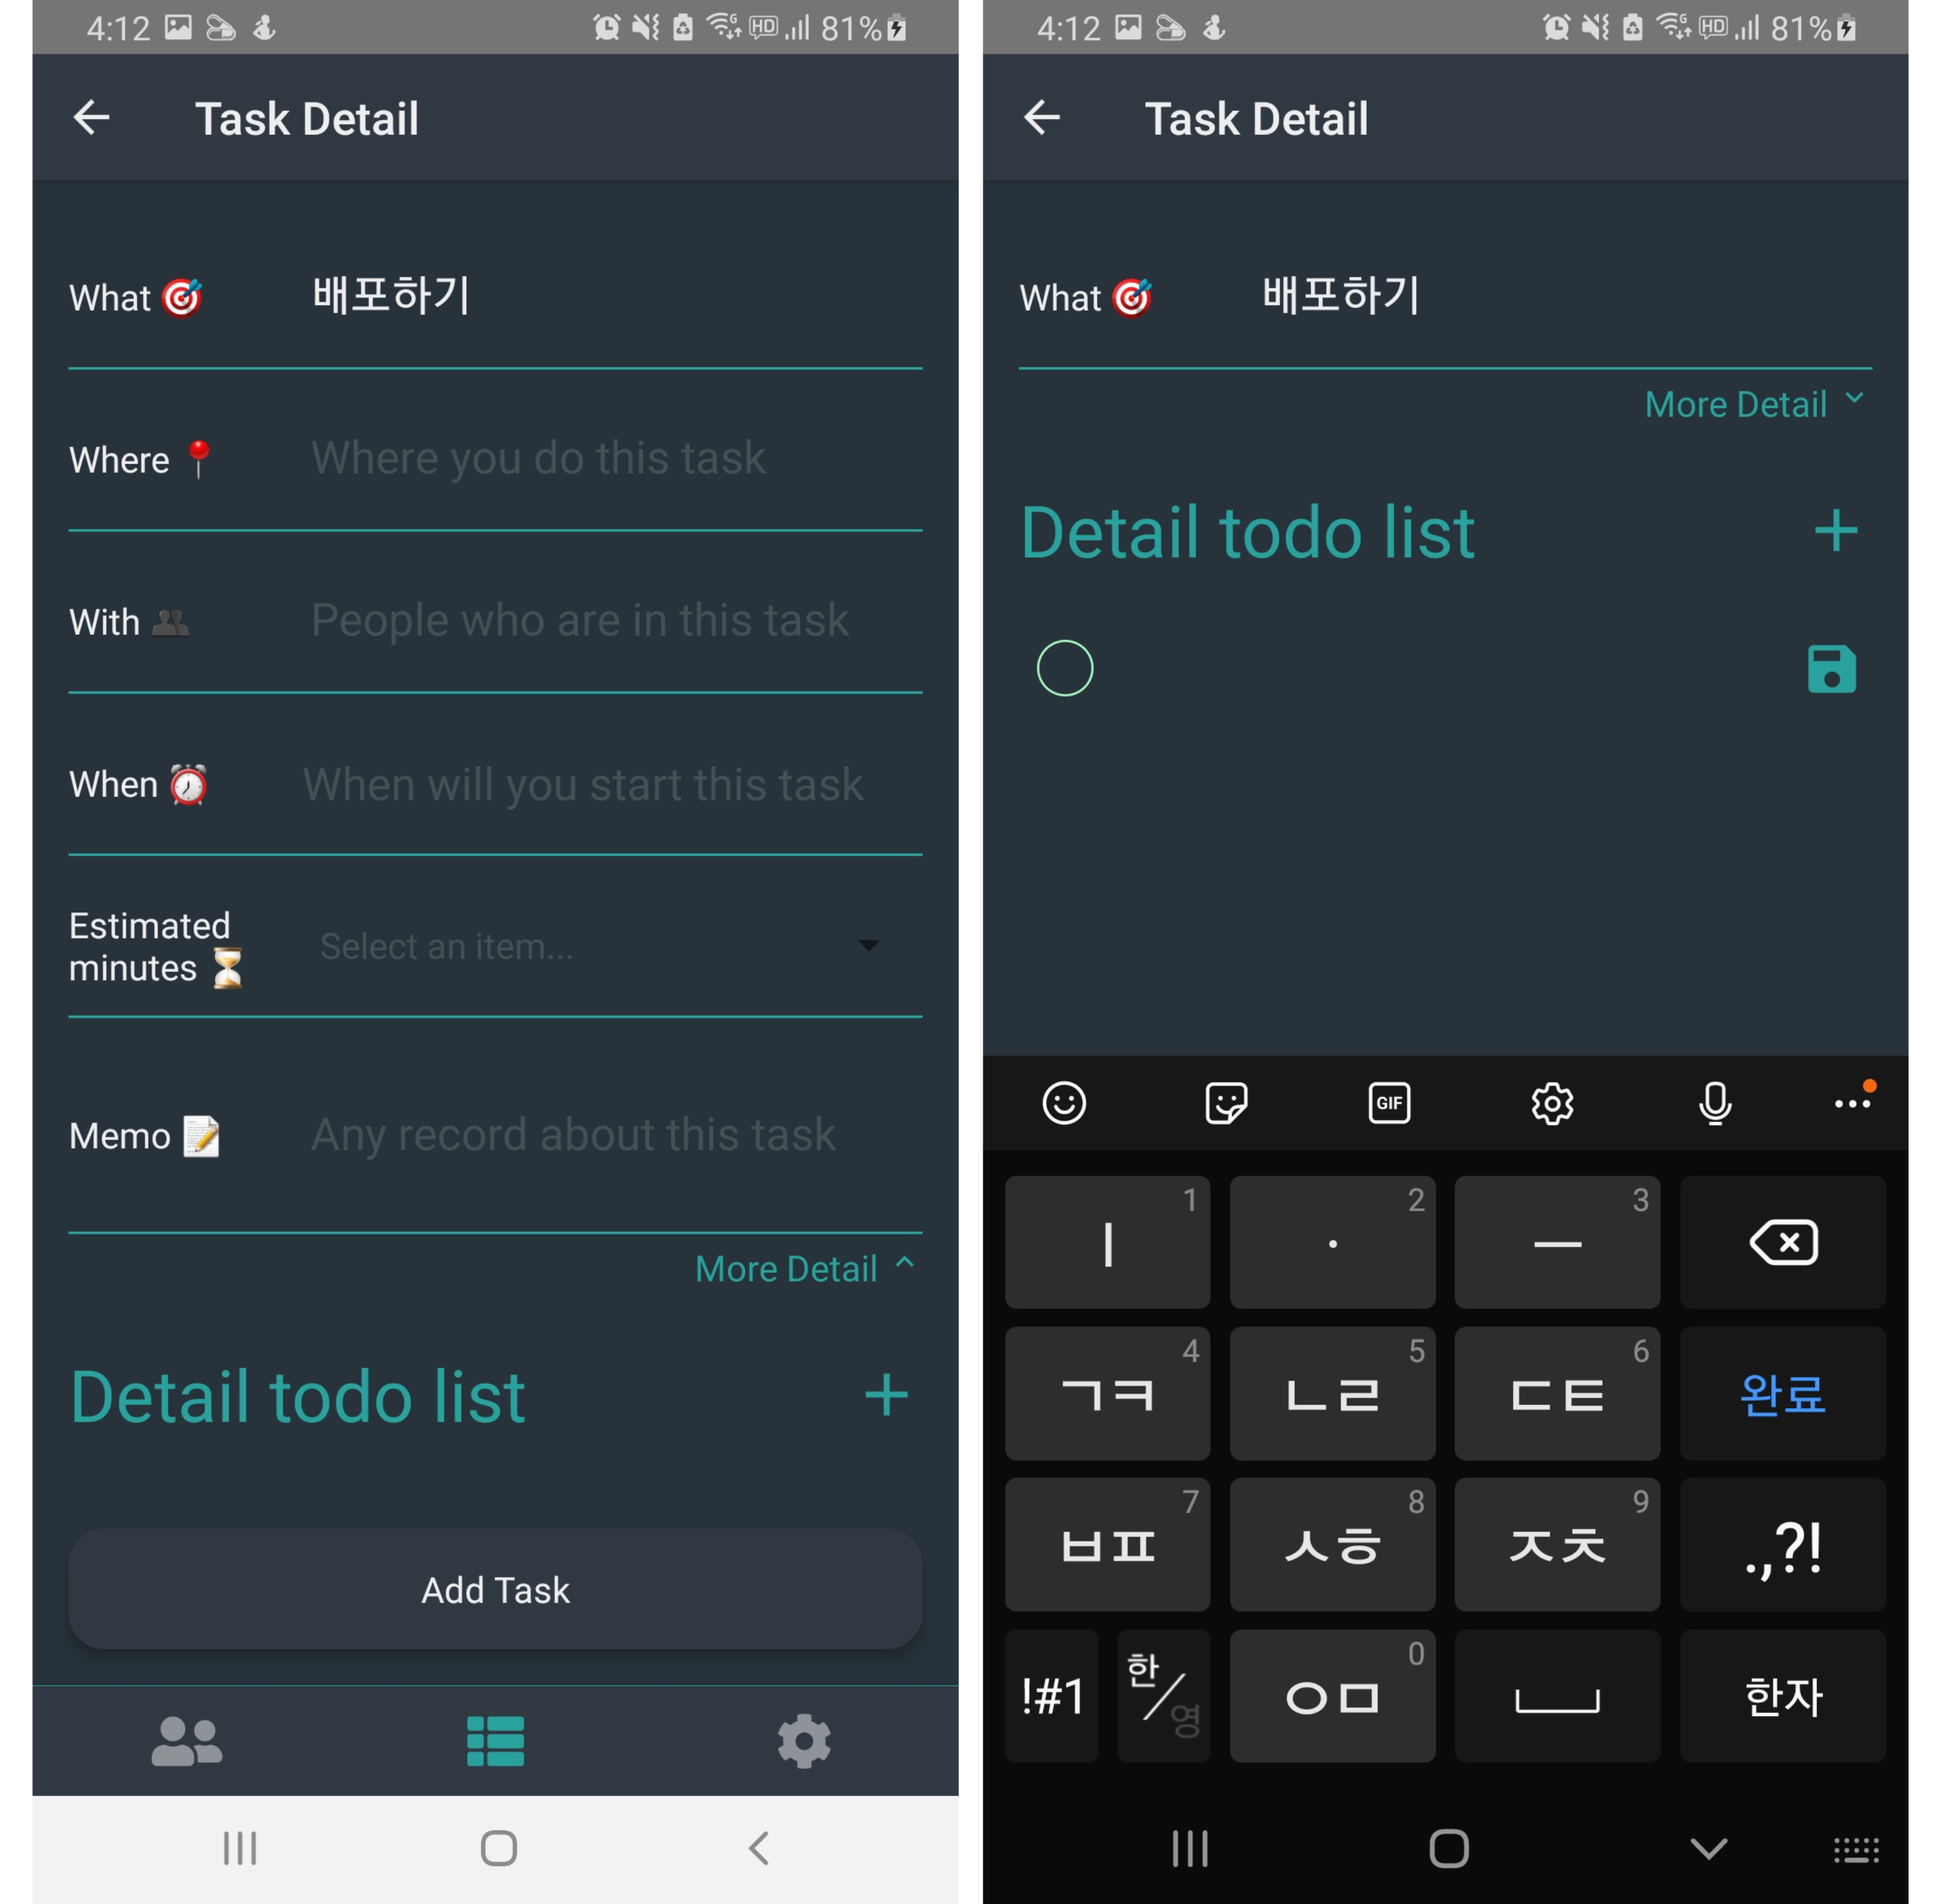 4:12
HD
81%
Task Detail
What 🎯 배포하기
Where 📍 Where you do this task
With 👥 People who are in this task
When ⏰ When will you start this task
Estimated
minutes ⏳ Select an item...
Memo 📝 Any record about this task
More Detail
Detail todo list +
Add Task
4:12
HD
81%
Task Detail
What 🎯 배포하기
More Detail
Detail todo list +
GIF
ㅣ 1
· 2
ㅡ 3
ㄱㅋ 4
ㄴㄹ 5
ㄷㅌ 6
완료
ㅂㅍ 7
ㅅㅎ 8
ㅈㅊ 9
.,?!
!#1
한/영
ㅇㅁ 0
한자